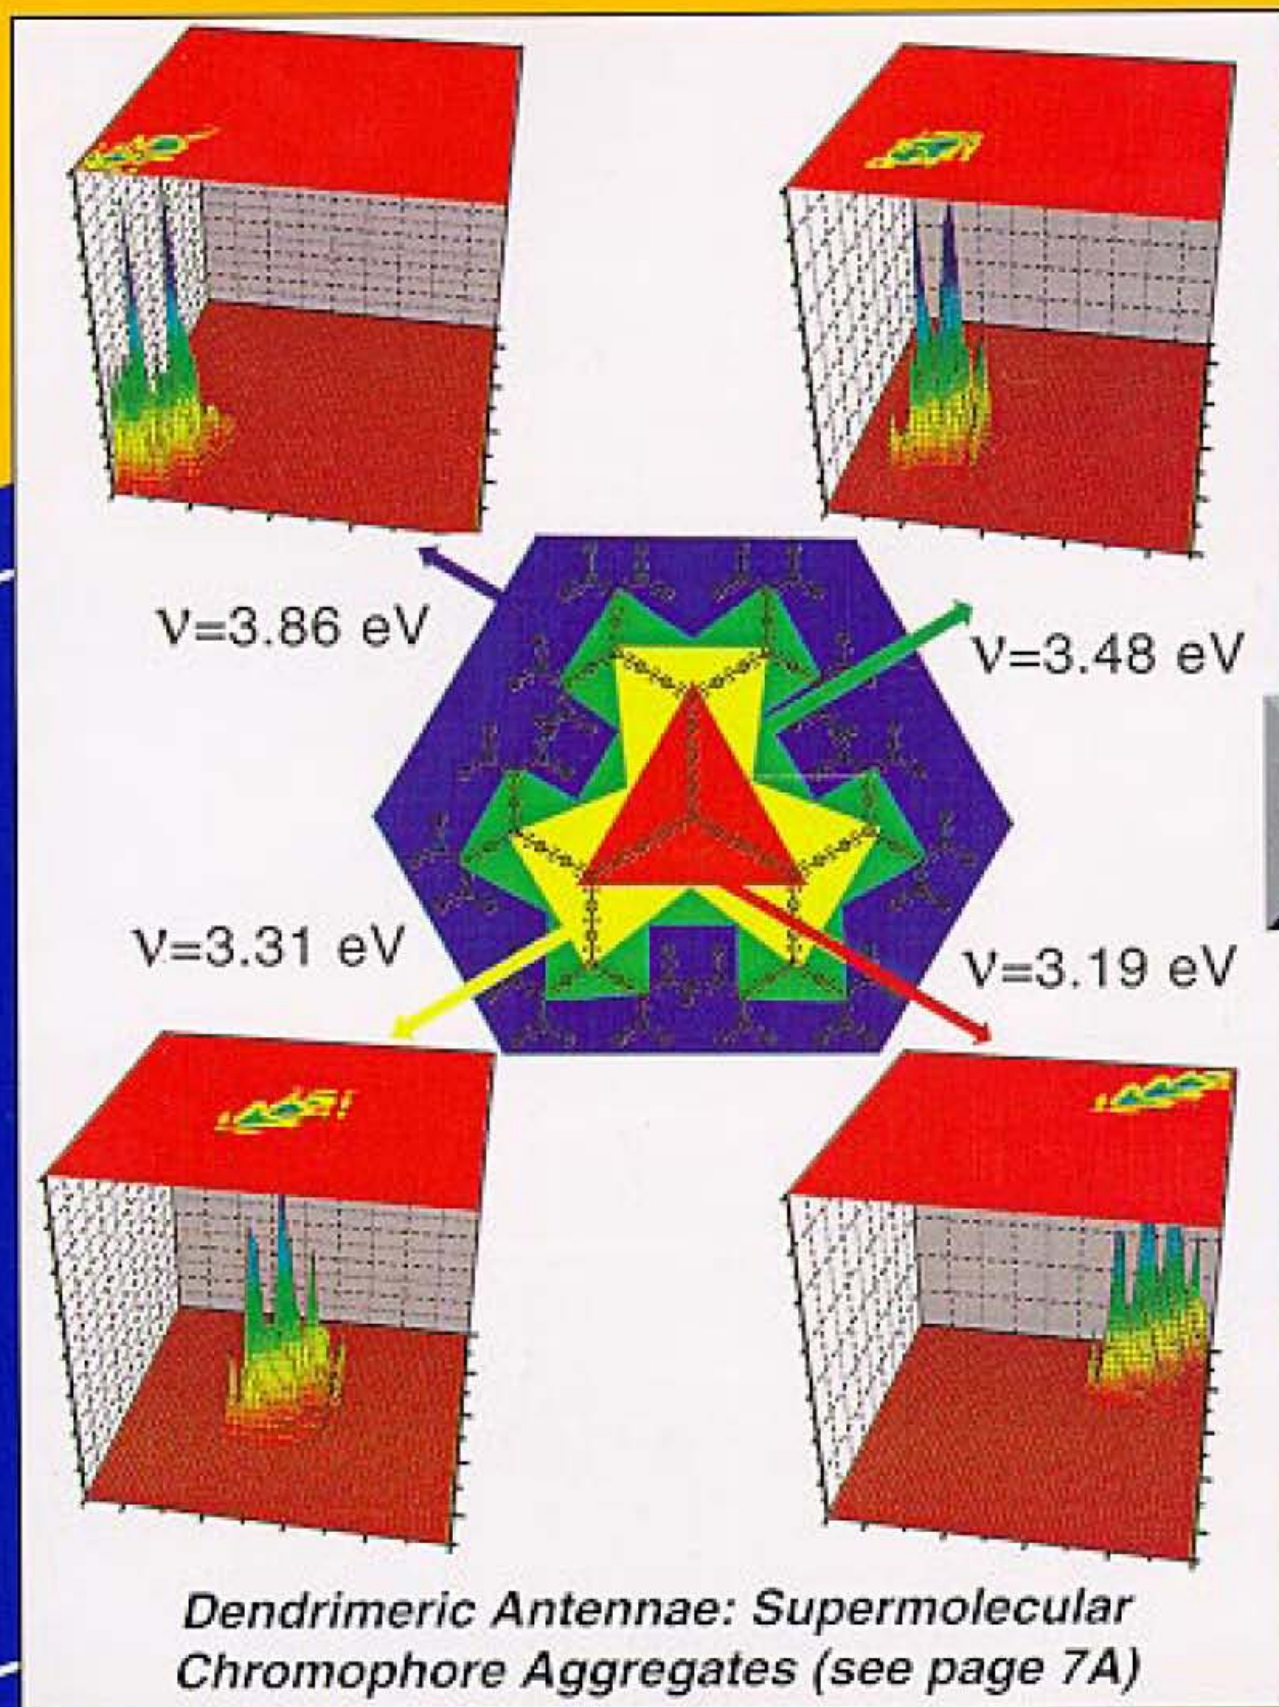 ν=3.86 eV
ν=3.48 eV
ν=3.31 eV
ν=3.19 eV
Dendrimeric Antennae: Supermolecular
Chromophore Aggregates (see page 7A)